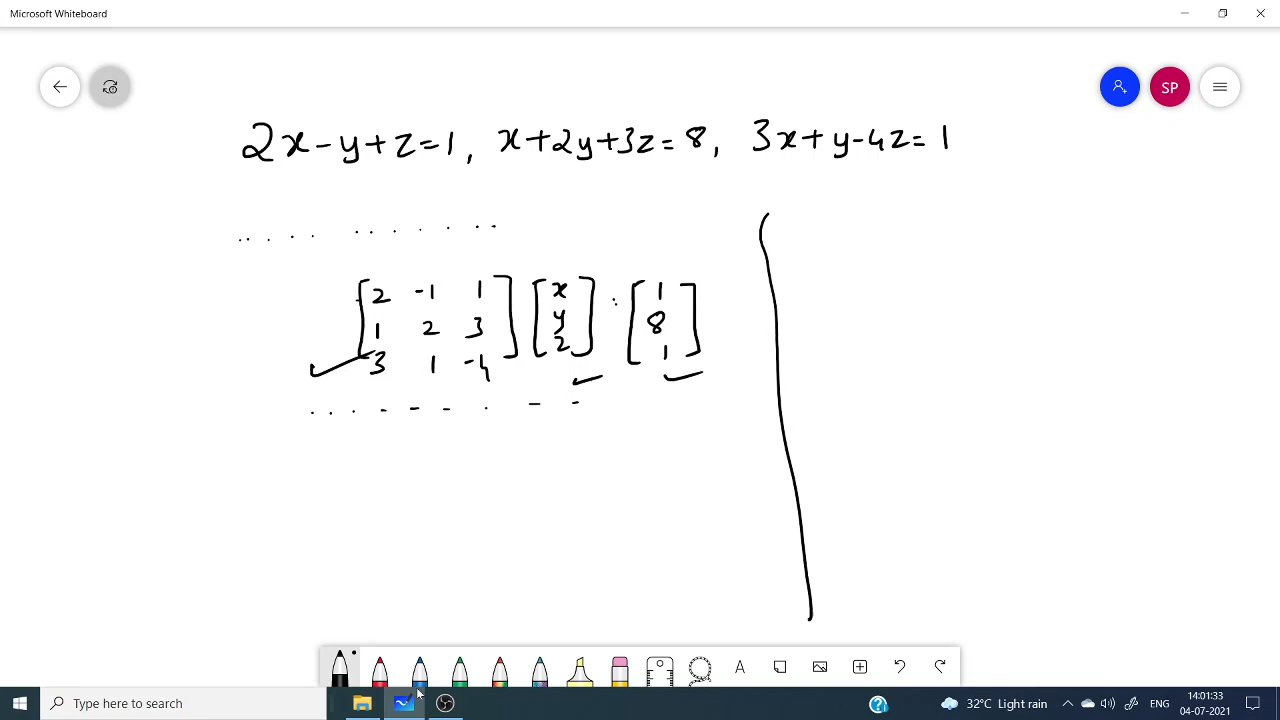 Microsoft Whiteboard
SP
2x-y+z=1, x+2y+3z=8, 3x+y-4z=1
2 -1 1 x 1
1 2 3 y 8
3 1 -4 z 1
A
Type here to search
32°C Light rain
ENG
14:01:33
04-07-2021